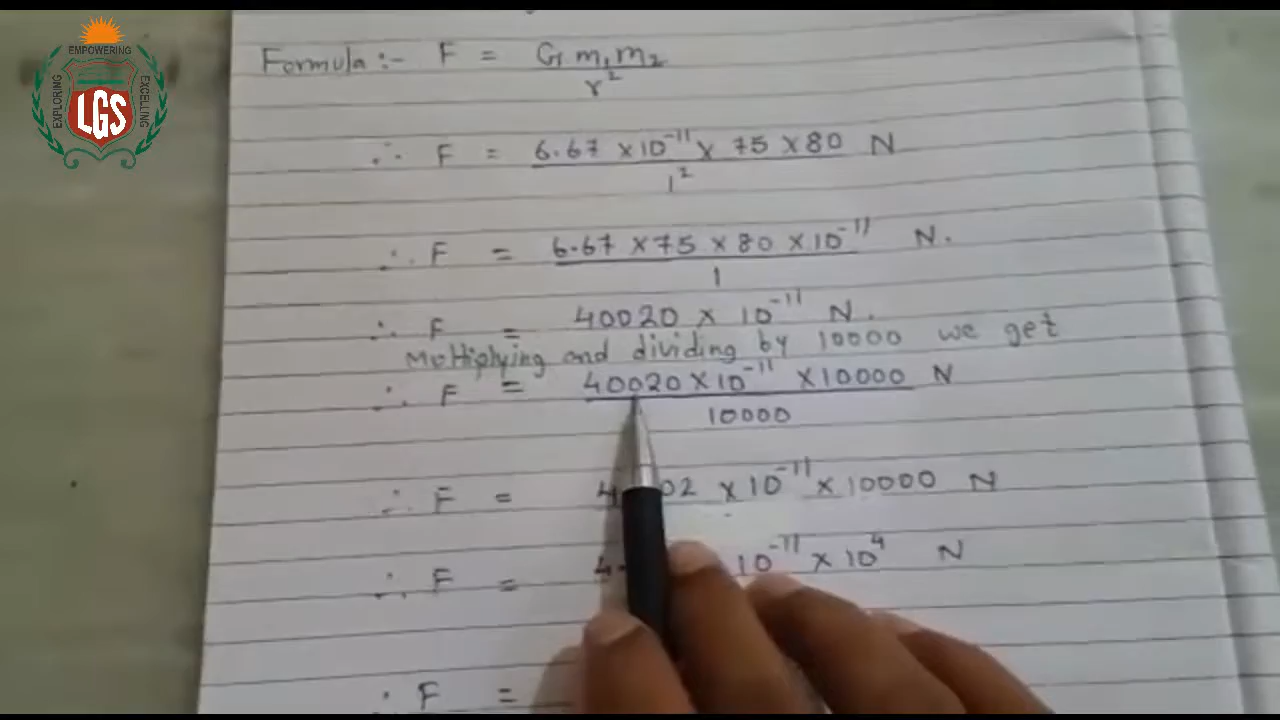 EMPOWERING
EXPLORING
EXCELLING
LGS
Formula :- F = G m₁m₂ / r²
∴ F = 6.67 × 10⁻¹¹ × 75 × 80 / 1² N
∴ F = 6.67 × 75 × 80 × 10⁻¹¹ / 1 N.
∴ F = 40020 × 10⁻¹¹ N.
Multiplying and dividing by 10000 we get
∴ F = 40020 × 10⁻¹¹ × 10000 / 10000 N
∴ F = 4 02 × 10⁻¹¹ × 10000 N
∴ F = 4. 10⁻¹¹ × 10⁴ N
∴ F =